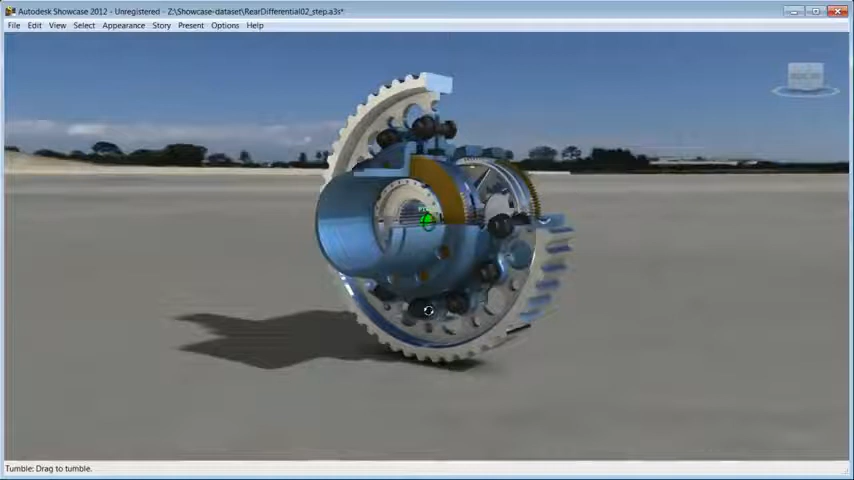 Autodesk Showcase 2012 - Unregistered - Z:\Showcase-dataset\RearDifferential02_step.a3s*
File Edit View Select Appearance Story Present Options Help
Tumble: Drag to tumble.